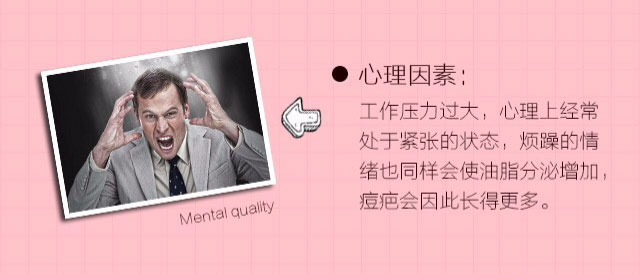 心理因素：
工作压力过大，心理上经常
处于紧张的状态，烦躁的情
绪也同样会使油脂分泌增加，
痘疤会因此长得更多。
Mental quality